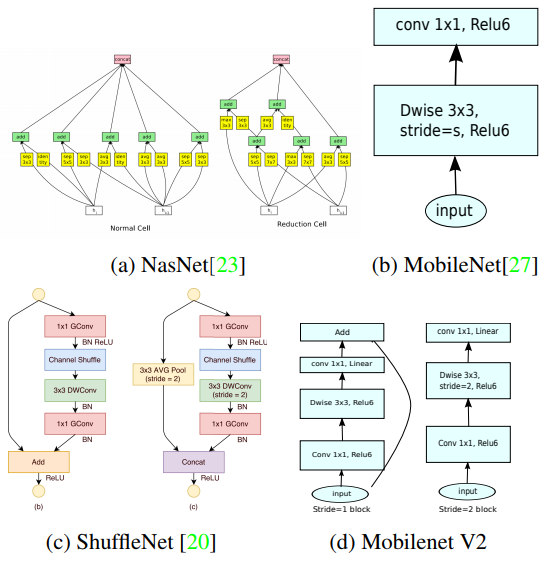 concat
add add add add add
sep 3x3
iden tity
sep 5x5
sep 3x3
avg 3x3
iden tity
avg 3x3
avg 3x3
sep 5x5
sep 3x3
Normal Cell
concat
add add
max 3x3
sep 3x3
avg 3x3
iden tity
add add
sep 5x5
sep 7x7
max 3x3
sep 7x7
avg 3x3
sep 5x5
Reduction Cell
(a) NasNet[23]
conv 1x1, Relu6
Dwise 3x3,
stride=s, Relu6
input
(b) MobileNet[27]
1x1 GConv
BN ReLU
Channel Shuffle
3x3 DWConv
BN
1x1 GConv
BN
Add
ReLU
(b)
1x1 GConv
BN ReLU
3x3 AVG Pool
(stride = 2)
Channel Shuffle
3x3 DWConv
(stride = 2)
BN
1x1 GConv
BN
Concat
ReLU
(c)
(c) ShuffleNet [20]
Add
conv 1x1, Linear
Dwise 3x3, Relu6
Conv 1x1, Relu6
input
Stride=1 block
conv 1x1, Linear
Dwise 3x3,
stride=2, Relu6
Conv 1x1, Relu6
input
Stride=2 block
(d) Mobilenet V2